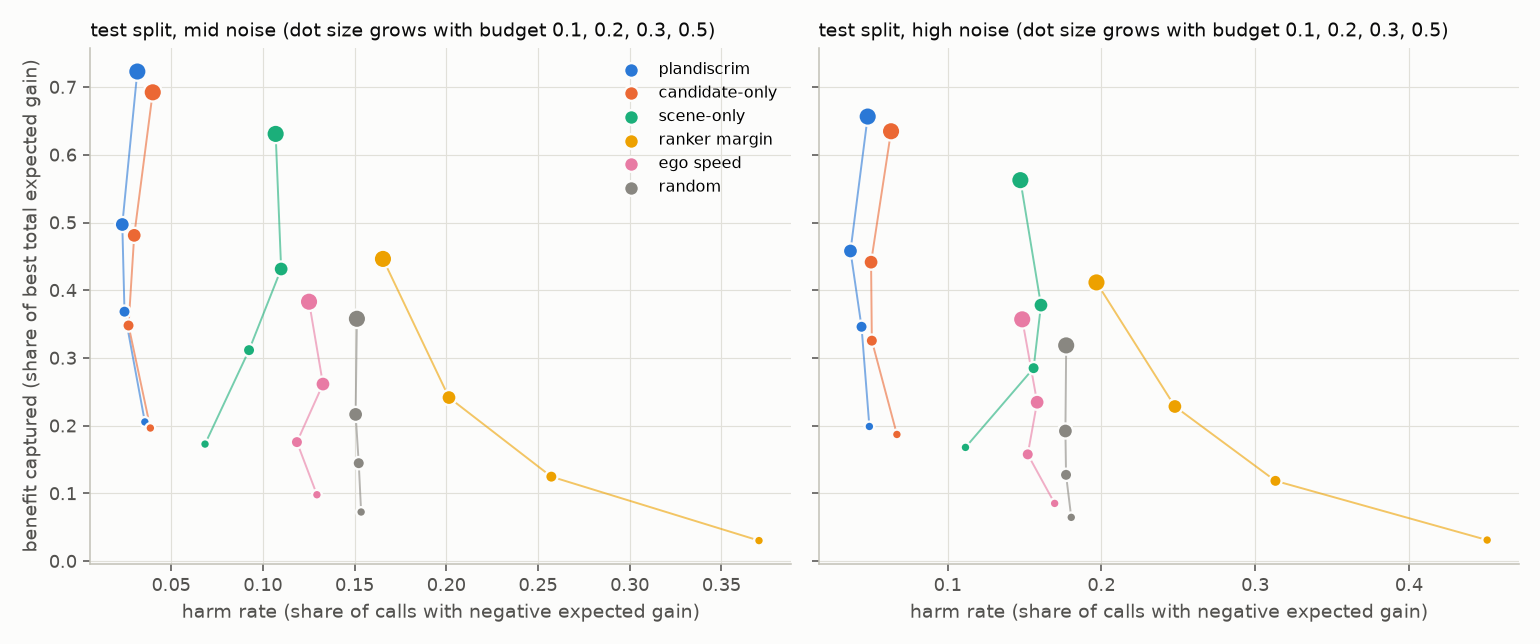 test split, mid noise (dot size grows with budget 0.1, 0.2, 0.3, 0.5)
benefit captured (share of best total expected gain)
0.7
0.6
0.5
0.4
0.3
0.2
0.1
0.0
plandiscrim
candidate-only
scene-only
ranker margin
ego speed
random
0.05
0.10
0.15
0.20
0.25
0.30
0.35
harm rate (share of calls with negative expected gain)
test split, high noise (dot size grows with budget 0.1, 0.2, 0.3, 0.5)
0.1
0.2
0.3
0.4
harm rate (share of calls with negative expected gain)